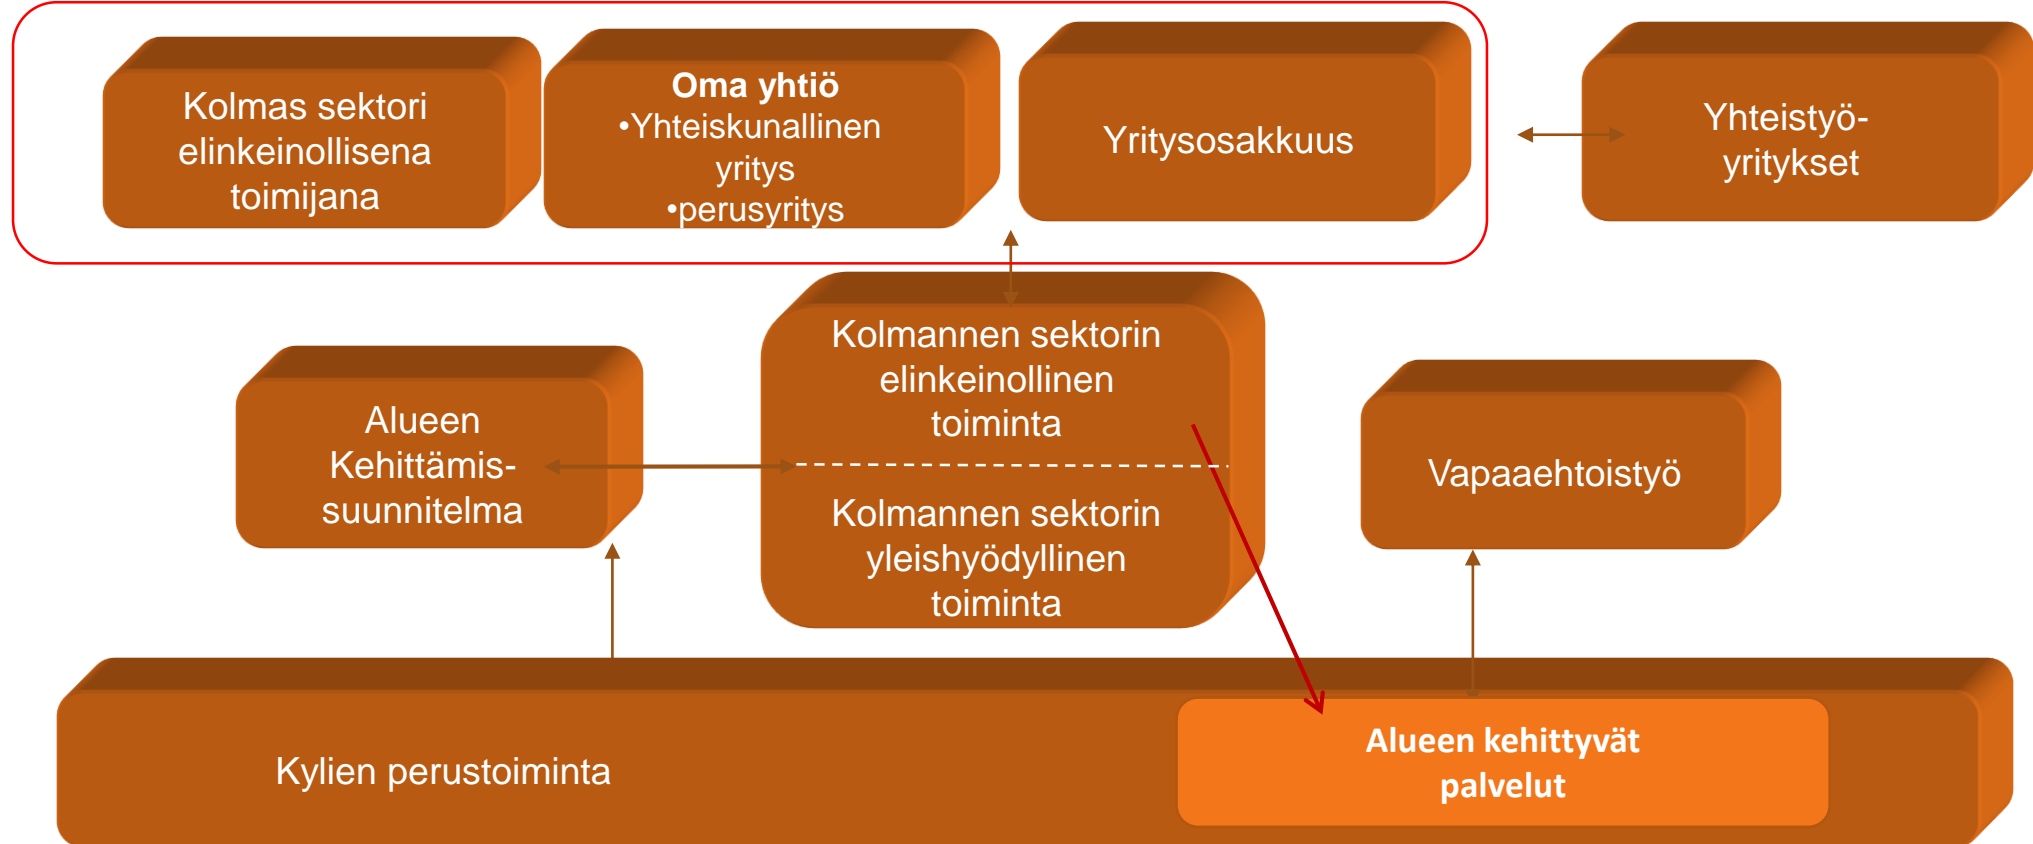 Kolmas sektori
elinkeinollisena
toimijana
Oma yhtiö
•Yhteiskunallinen
yritys
•perusyritys
Yritysosakkuus
Yhteistyö-
yritykset
Kolmannen sektorin
elinkeinollinen
toiminta
Alueen
Kehittämis-
suunnitelma
Kolmannen sektorin
yleishyödyllinen
toiminta
Vapaaehtoistyö
Kylien perustoiminta
Alueen kehittyvät
palvelut